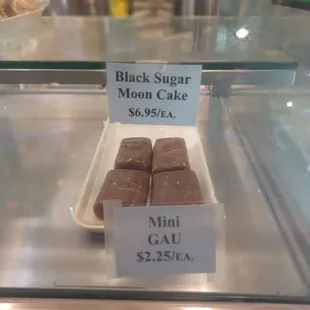 Black Sugar
Moon Cake
$6.95/EA.
Mini
GAU
$2.25/EA.